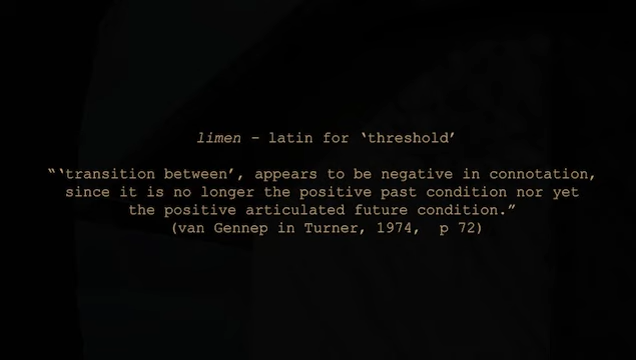 limen – latin for ‘threshold’
“‘transition between’, appears to be negative in connotation,
since it is no longer the positive past condition nor yet
the positive articulated future condition.”
(van Gennep in Turner, 1974, p 72)